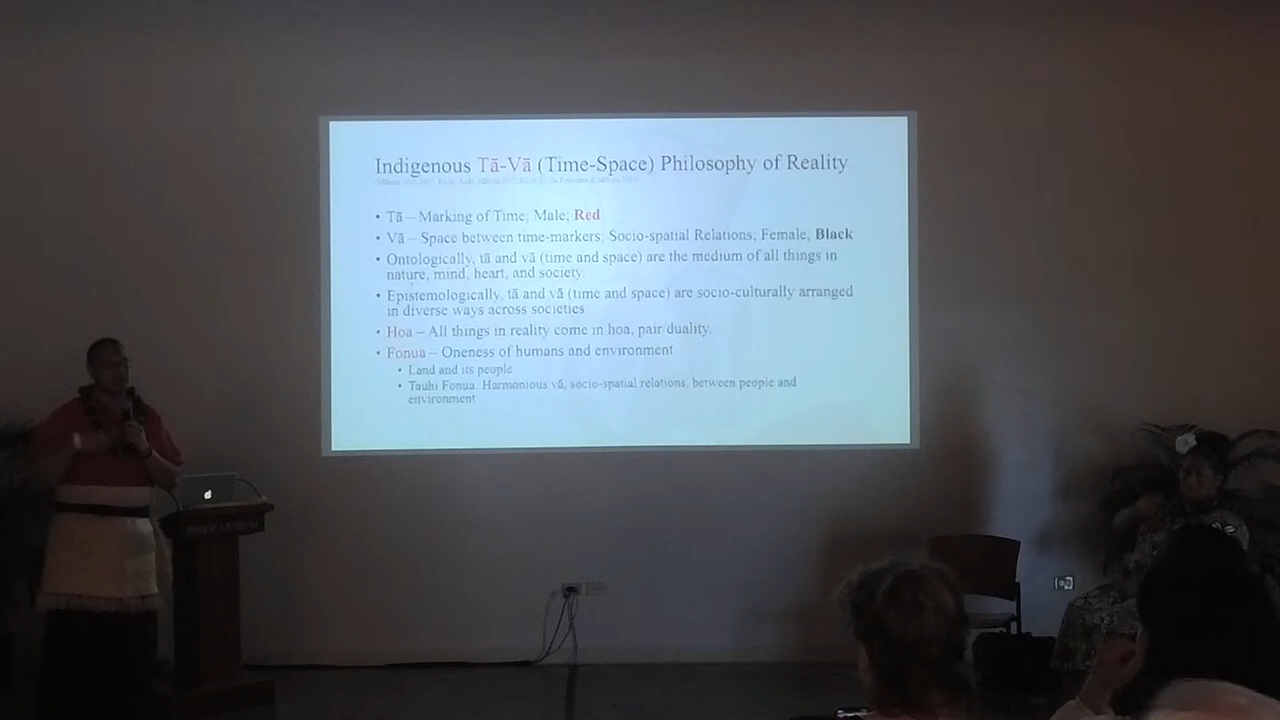 Indigenous Tā-Vā (Time-Space) Philosophy of Reality
• Tā – Marking of Time; Male; Red
• Vā – Space between time-markers; Socio-spatial Relations; Female, Black
• Ontologically, tā and vā (time and space) are the medium of all things in
nature, mind, heart, and society.
• Epistemologically, tā and vā (time and space) are socio-culturally arranged
in diverse ways across societies
• Hoa – All things in reality come in hoa, pair duality.
• Fonua – Oneness of humans and environment
• Land and its people
• Tauhi Fonua: Harmonious vā, socio-spatial relations, between people and
environment